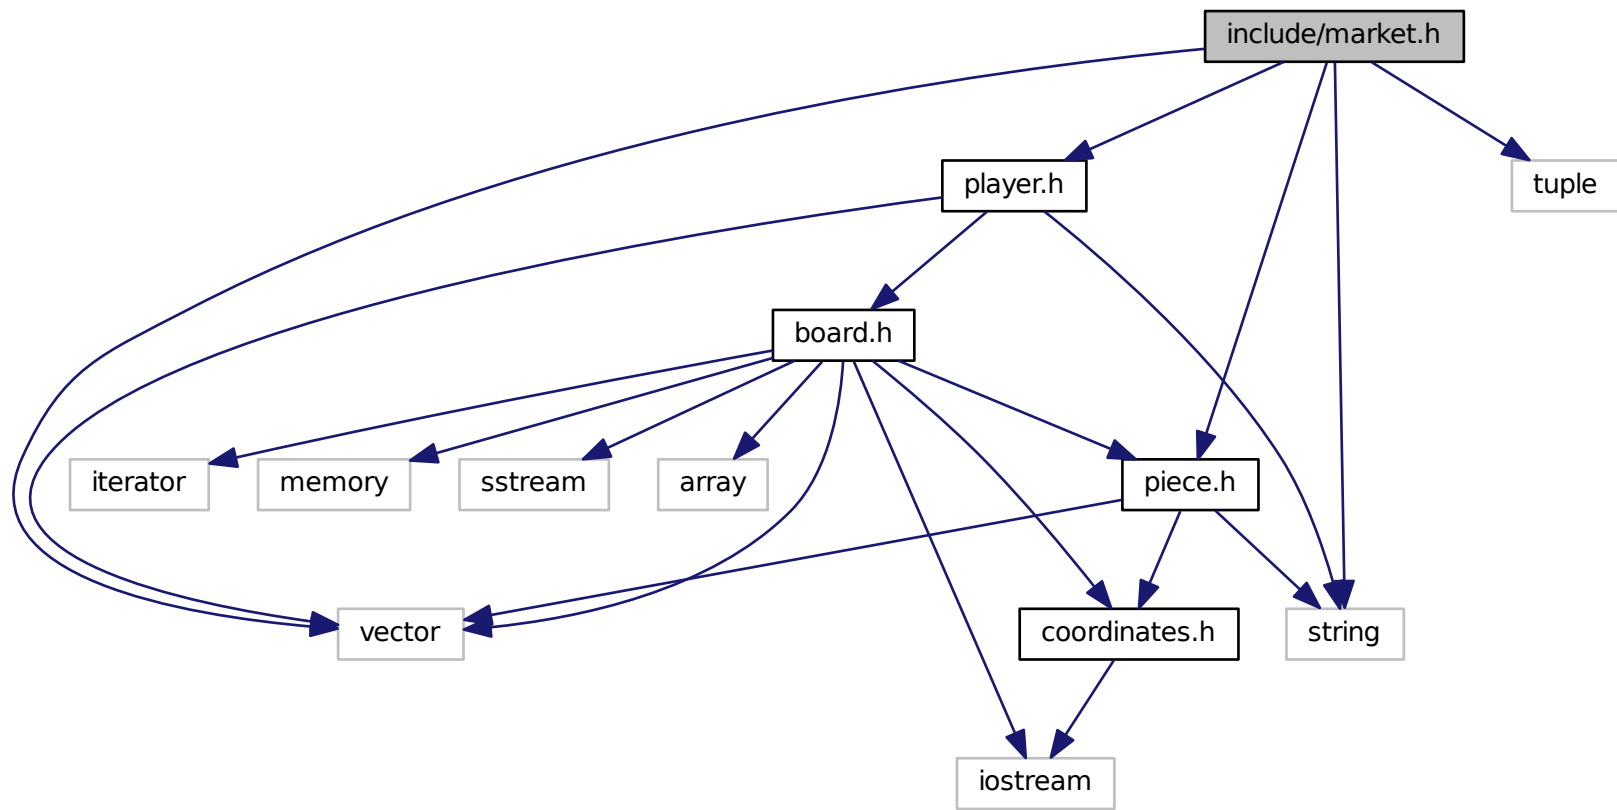 include/market.h
player.h
tuple
board.h
iterator
memory
sstream
array
piece.h
vector
coordinates.h
string
iostream